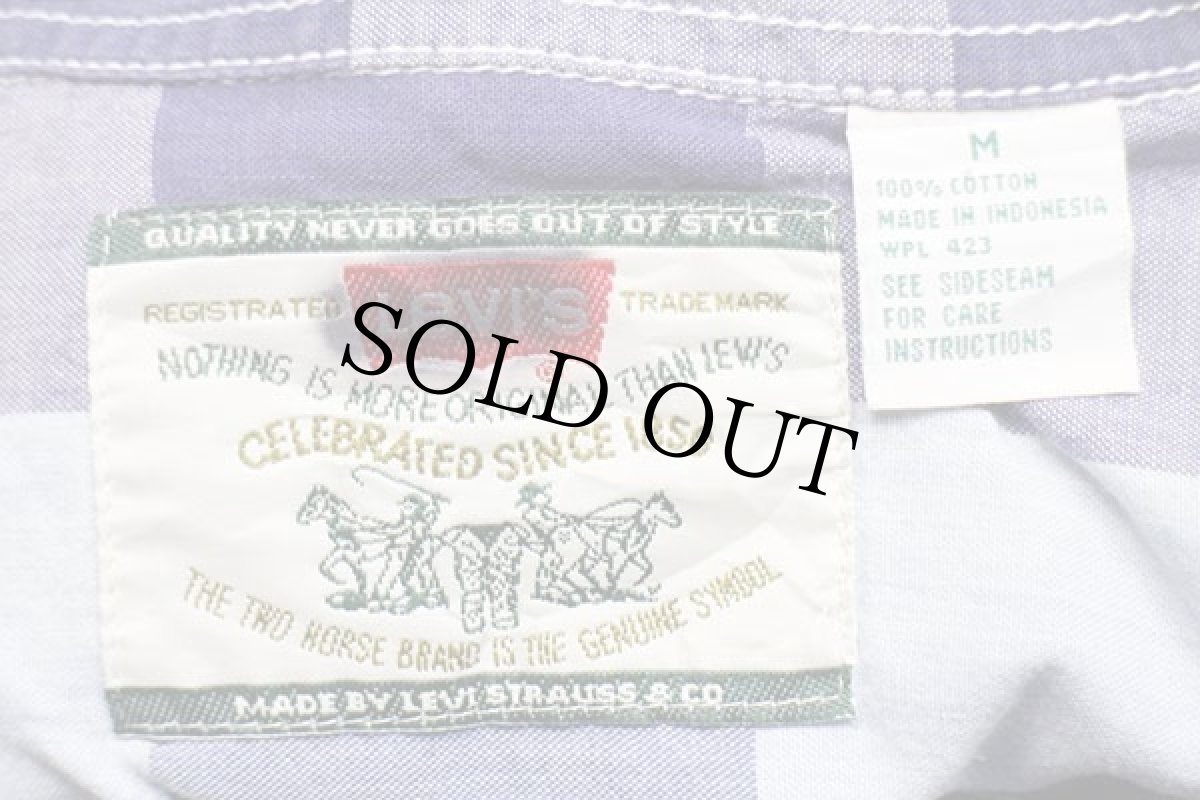 QUALITY NEVER GOES OUT OF STYLE
REGISTRATED Levi's TRADEMARK
®
NOTHING IS MORE ORIGINAL THAN LEVI'S
CELEBRATED SINCE
THE TWO HORSE BRAND IS THE GENUINE SYMBOL
MADE BY LEVI STRAUSS & CO
M
100% COTTON
MADE IN INDONESIA
WPL 423
SEE SIDESEAM
FOR CARE
INSTRUCTIONS
SOLD OUT